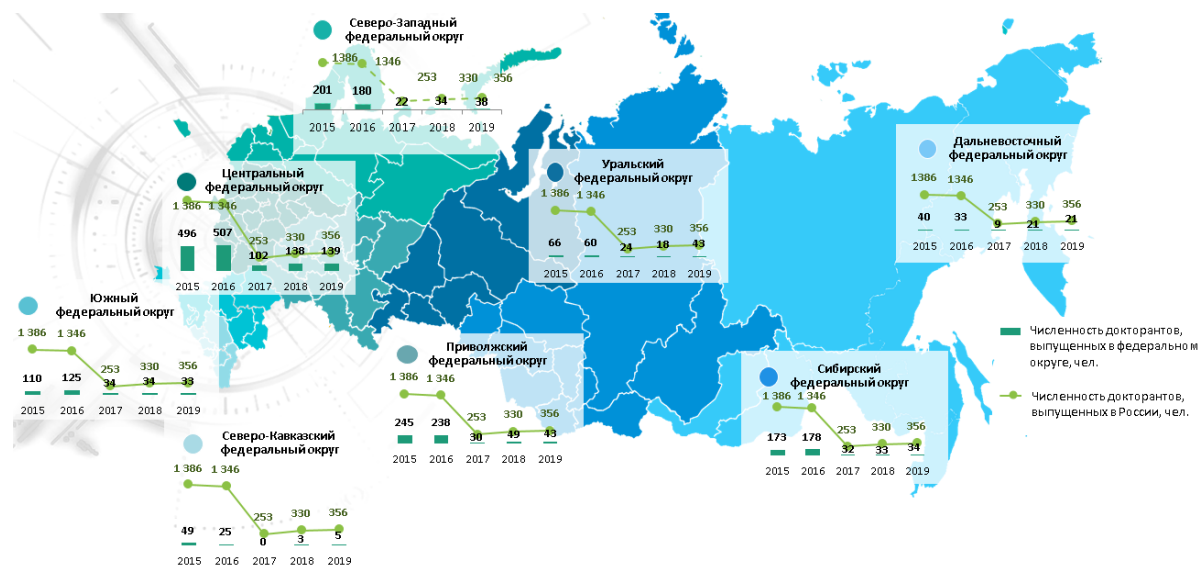 Северо-Западный
федеральный округ
1386 1346 253 330 356
201 180 22 34 38
2015 2016 2017 2018 2019
Центральный
федеральный округ
1 386 1 346 253 330 356
496 507 102 138 139
2015 2016 2017 2018 2019
Уральский
федеральный округ
1 386 1 346 253 330 356
66 60 24 18 43
2015 2016 2017 2018 2019
Дальневосточный
федеральный округ
1386 1346 253 330 356
40 33 9 21 21
2015 2016 2017 2018 2019
Южный
федеральный округ
1 386 1 346 253 330 356
110 125 34 34 33
2015 2016 2017 2018 2019
Приволжский
федеральный округ
1 386 1 346 253 330 356
245 238 30 49 43
2015 2016 2017 2018 2019
Сибирский
федеральный округ
1 386 1 346 253 330 356
173 178 32 33 34
2015 2016 2017 2018 2019
Северо-Кавказский
федеральный округ
1 386 1 346 253 330 356
49 25 0 3 5
2015 2016 2017 2018 2019
Численность докторантов,
выпущенных в федеральном
округе, чел.
Численность докторантов,
выпущенных в России, чел.